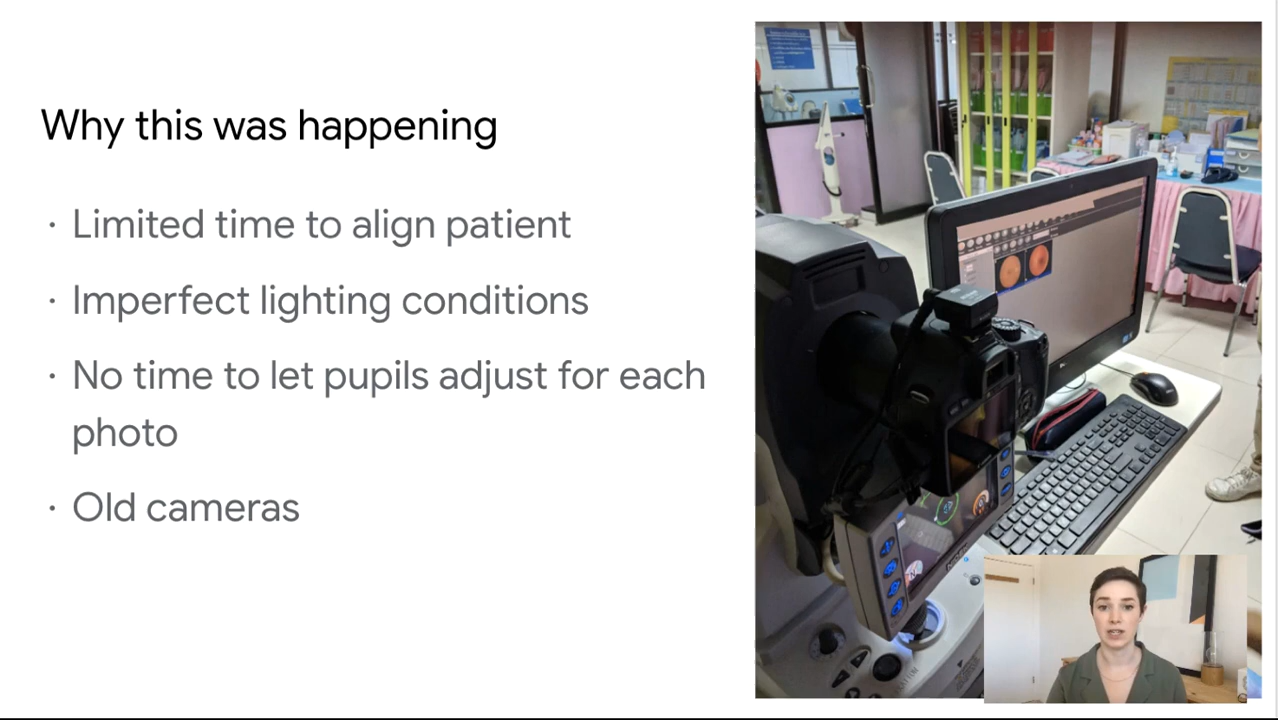 Why this was happening
· Limited time to align patient
· Imperfect lighting conditions
· No time to let pupils adjust for each
photo
· Old cameras